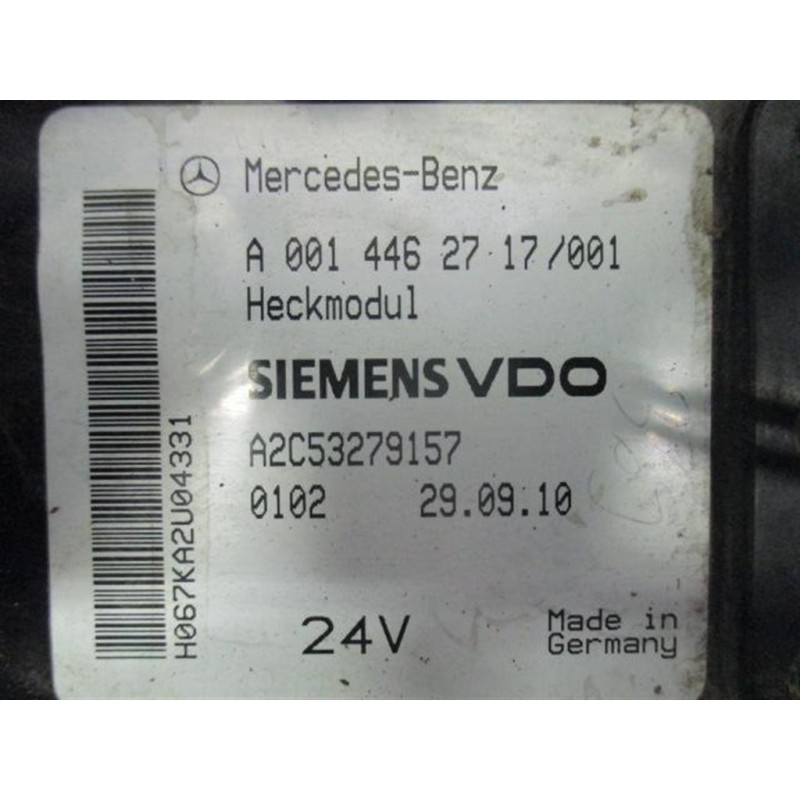 Mercedes-Benz
A 001 446 27 17/001
Heckmodul
SIEMENS VDO
A2C53279157
0102 29.09.10
24V
Made in
Germany
H067KA2U04331